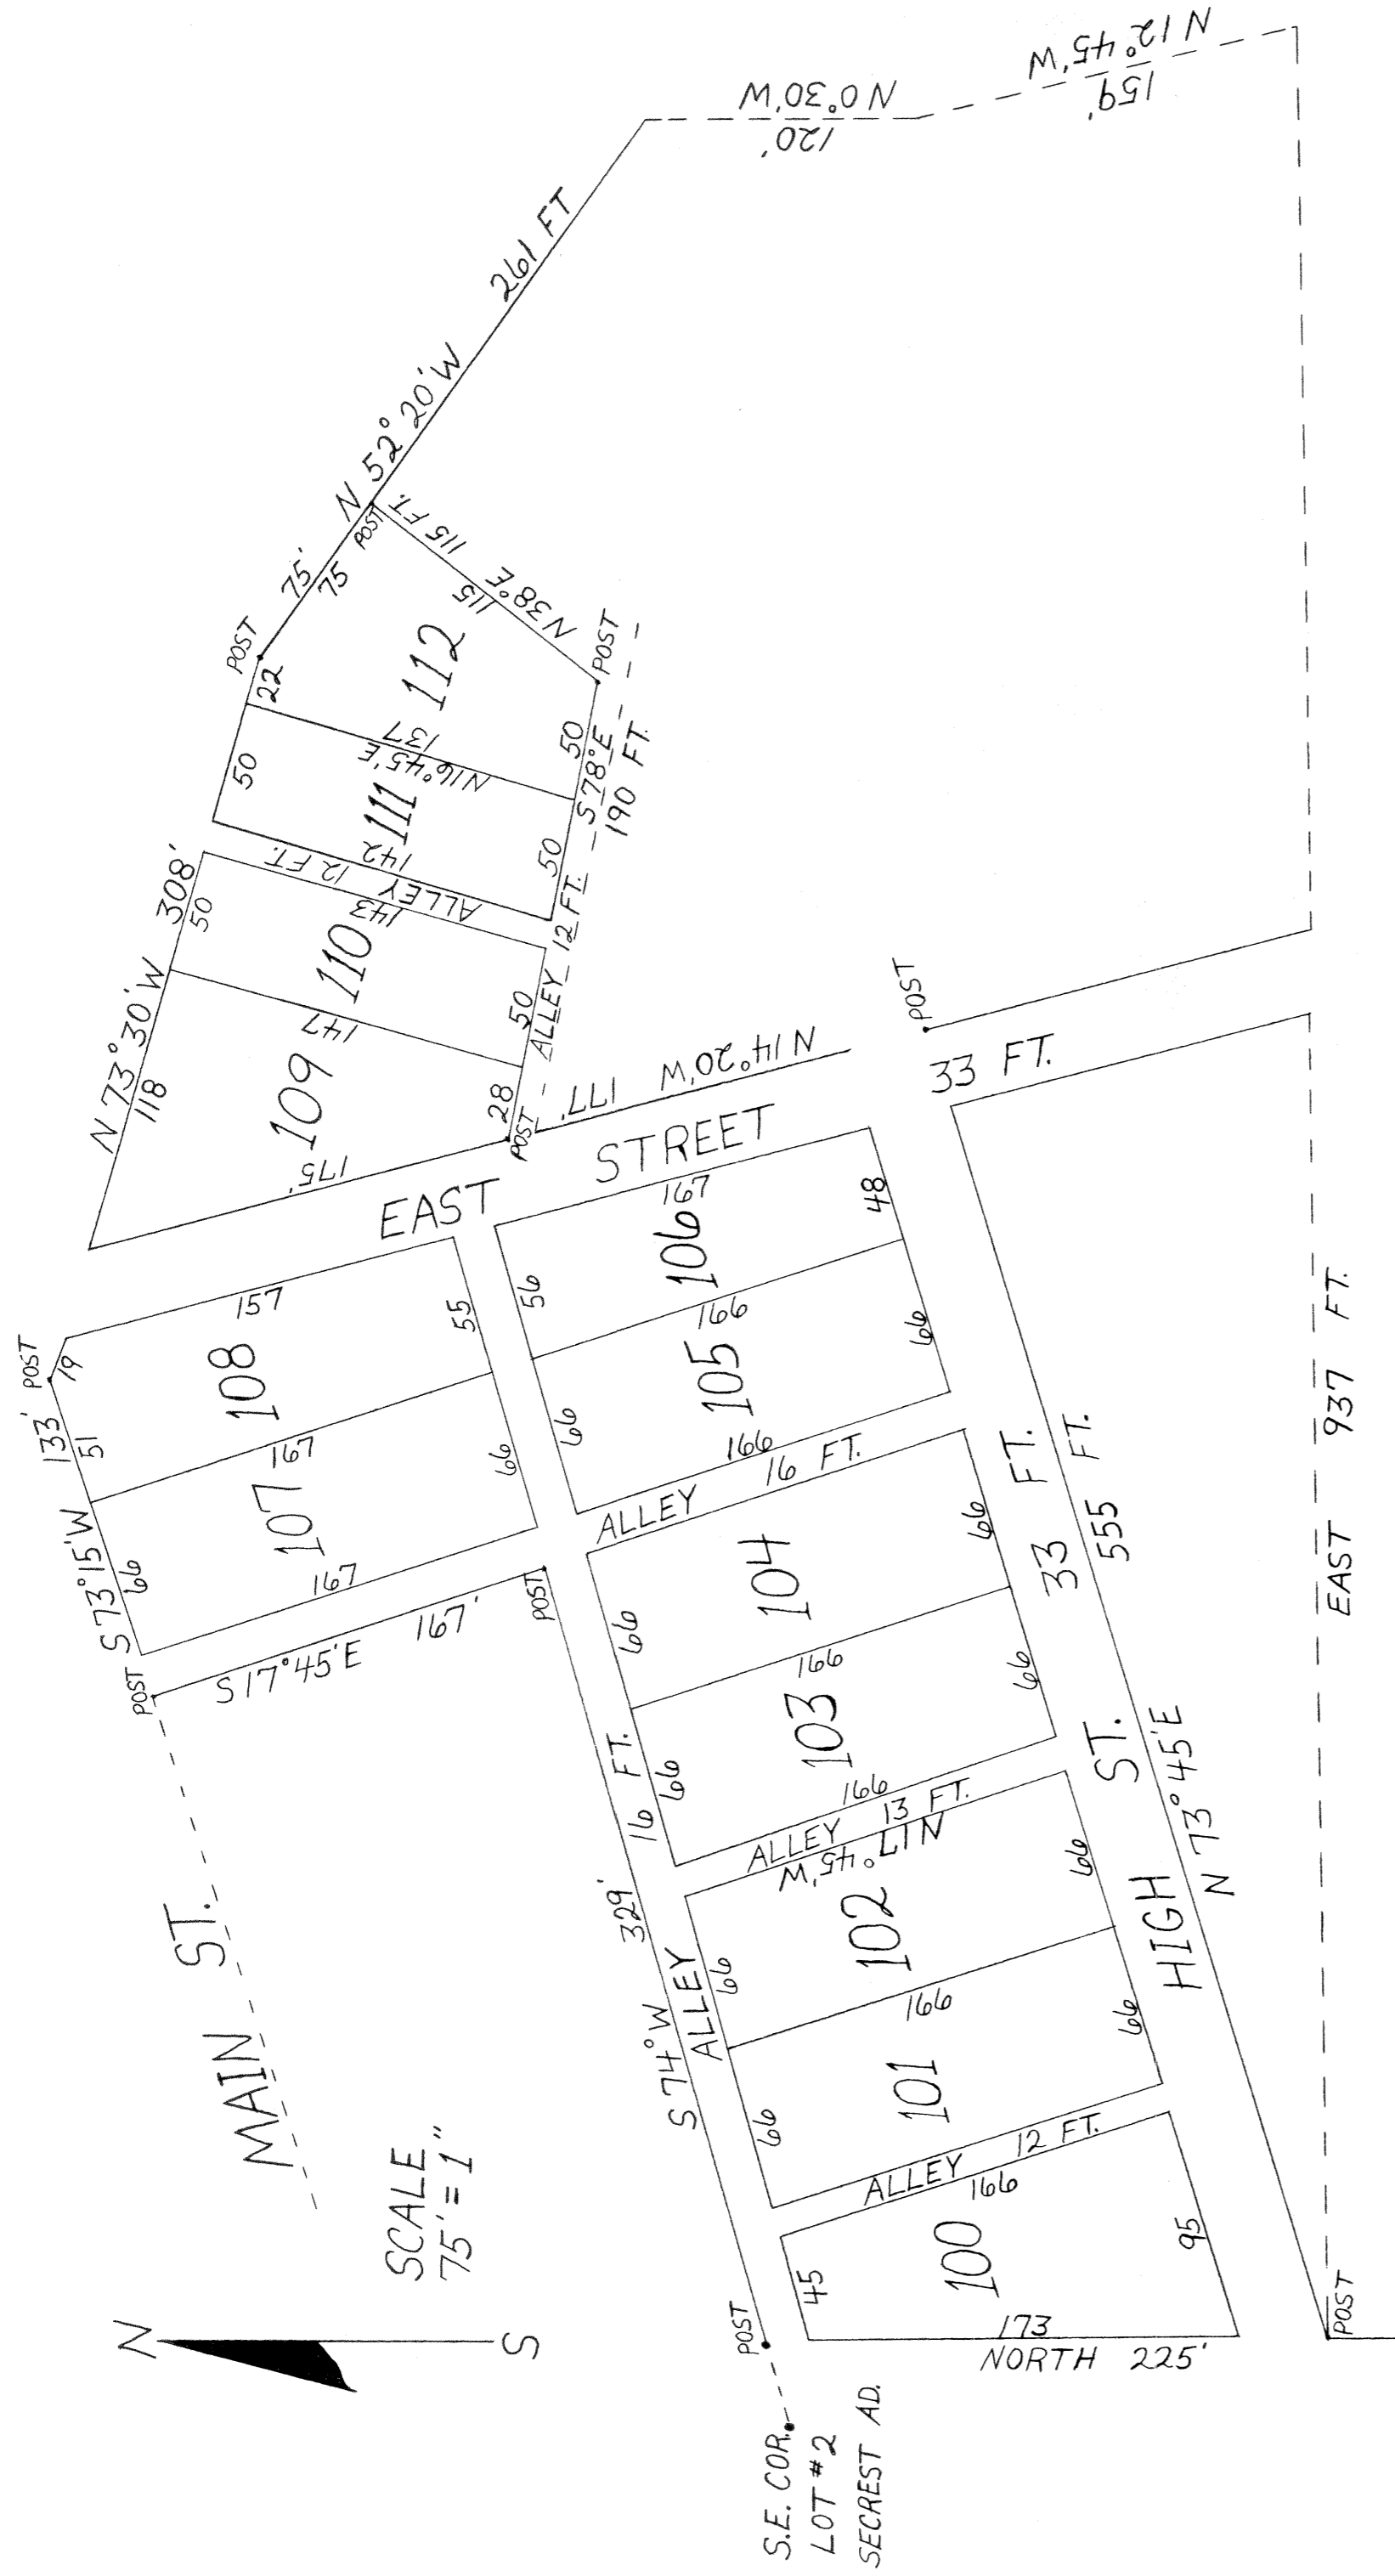 N
S
SCALE
75' = 1"
MAIN ST.
S.E. COR.
LOT #2
SECREST AD.
POST
NORTH 225'
173
45
100
95
166
ALLEY 12 FT.
66
101
66
166
66
102
66
N 17° 45' W
ALLEY 13 FT.
166
66
103
66
166
66
104
66
ALLEY 16 FT.
166
66
105
66
166
56
106
48
167
S 74° W 329'
ALLEY 16 FT.
POST
S 17° 45' E 167'
POST
S 73° 15' W 133'
POST
66
167
107
66
167
51
19
108
55
157
EAST STREET
N 14° 20' W 177'
POST
175'
N 73° 30' W 308'
118
109
28
147
50
110
50
143
ALLEY 12 FT.
142
50
111
50
N 16° 45' E
137
22
POST
75'
75
112
50
115
115 FT.
N 38° E
POST
POST
N 52° 20' W 261 FT
ALLEY 12 FT.
S 78° E
190 FT.
N 0° 30' W
120'
N 12° 45' W
159'
POST
33 FT.
HIGH ST. 33 FT.
N 73° 45' E 555 FT.
EAST 937 FT.
POST